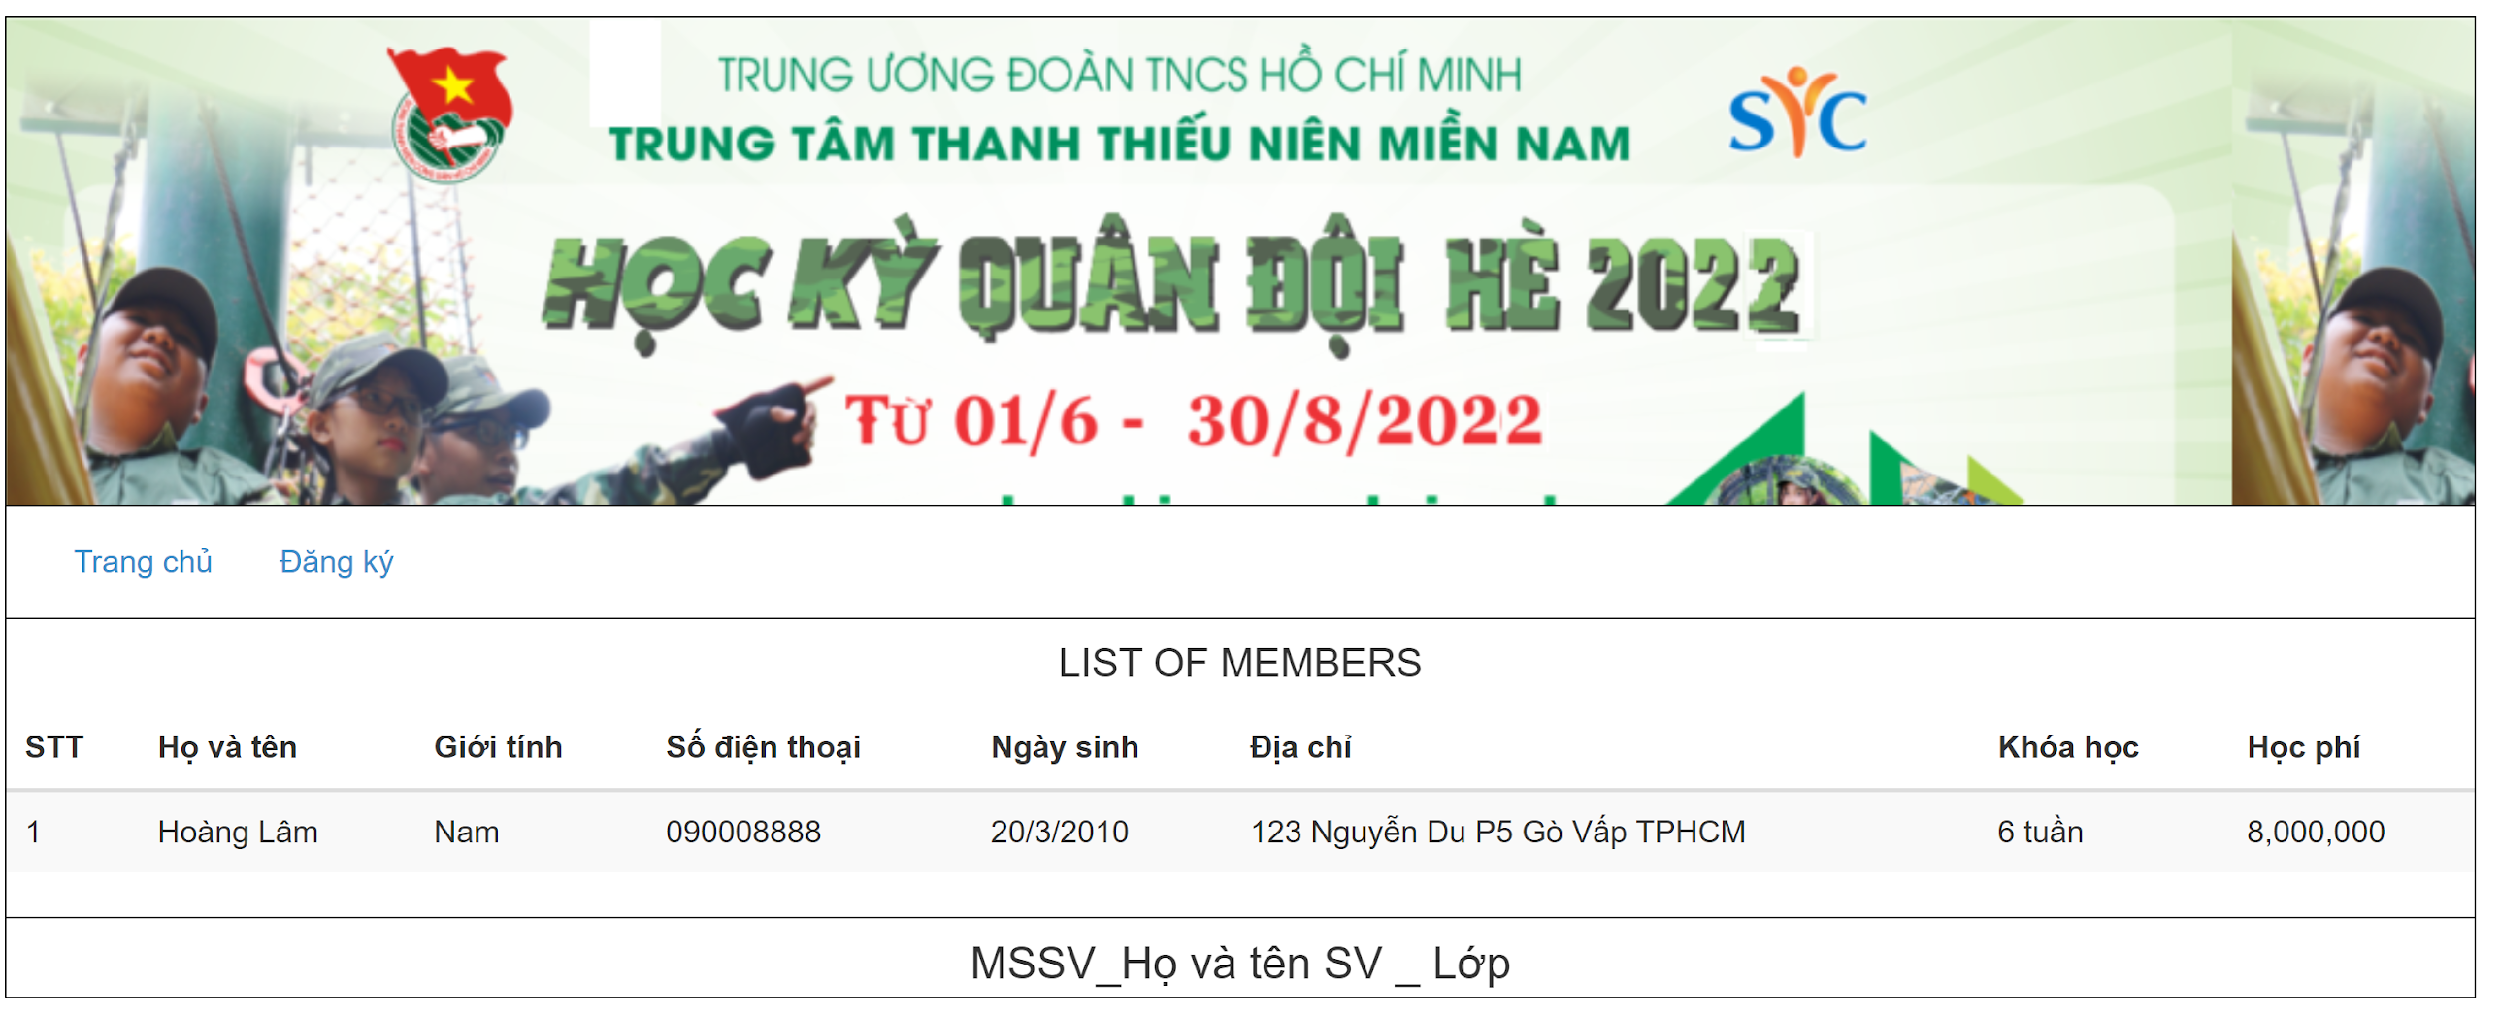 TRUNG ƯƠNG ĐOÀN TNCS HỒ CHÍ MINH
TRUNG TÂM THANH THIẾU NIÊN MIỀN NAM
SYC
HỌC KỲ QUÂN ĐỘI HÈ 2022
TỪ 01/6 - 30/8/2022
Trang chủ Đăng ký
LIST OF MEMBERS
STT Họ và tên Giới tính Số điện thoại Ngày sinh Địa chỉ Khóa học Học phí
1 Hoàng Lâm Nam 090008888 20/3/2010 123 Nguyễn Du P5 Gò Vấp TPHCM 6 tuần 8,000,000
MSSV_Họ và tên SV _ Lớp